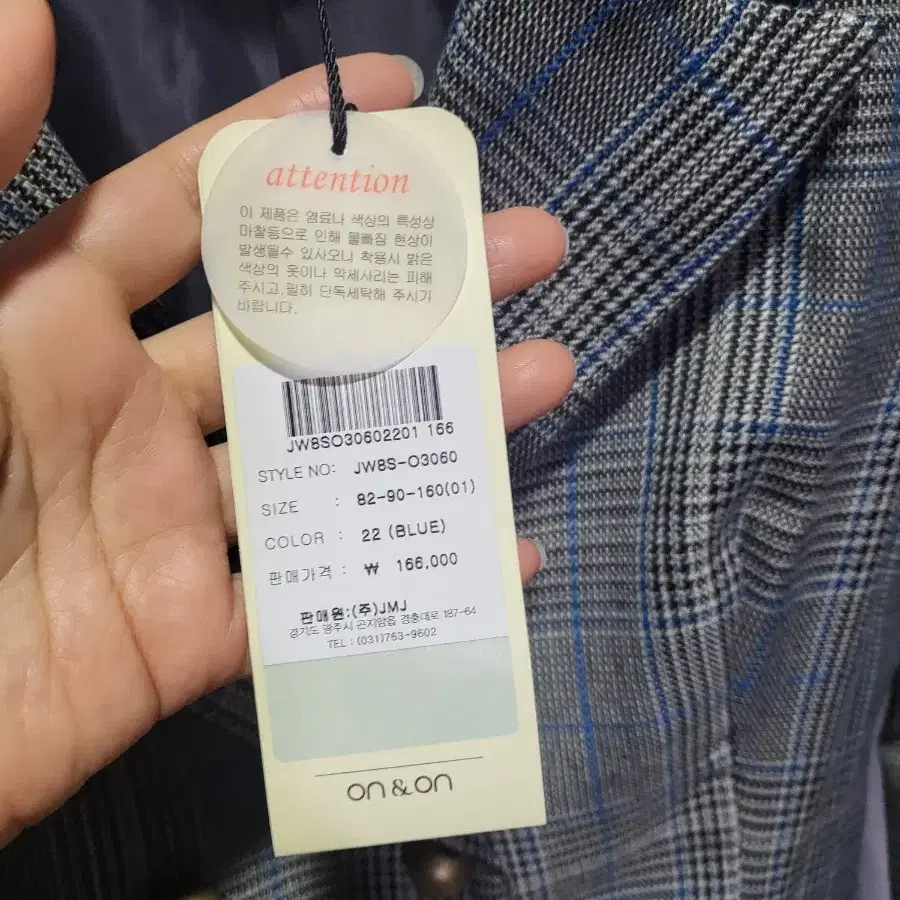 attention
이 제품은 염료나 색상의 특성상
마찰등으로 인해 물빠짐 현상이
발생될수 있사오니 착용시 밝은
색상의 옷이나 악세사리는 피해
주시고,필히 단독세탁해 주시기
바랍니다.
JW8SO30602201 166
STYLE NO: JW8S-O3060
SIZE : 82-90-160(01)
COLOR : 22 (BLUE)
판매가격 : ₩ 166,000
판매원:(주)JMJ
경기도 광주시 곤지암읍 경충대로 187-64
TEL : (031)763-9602
on&on